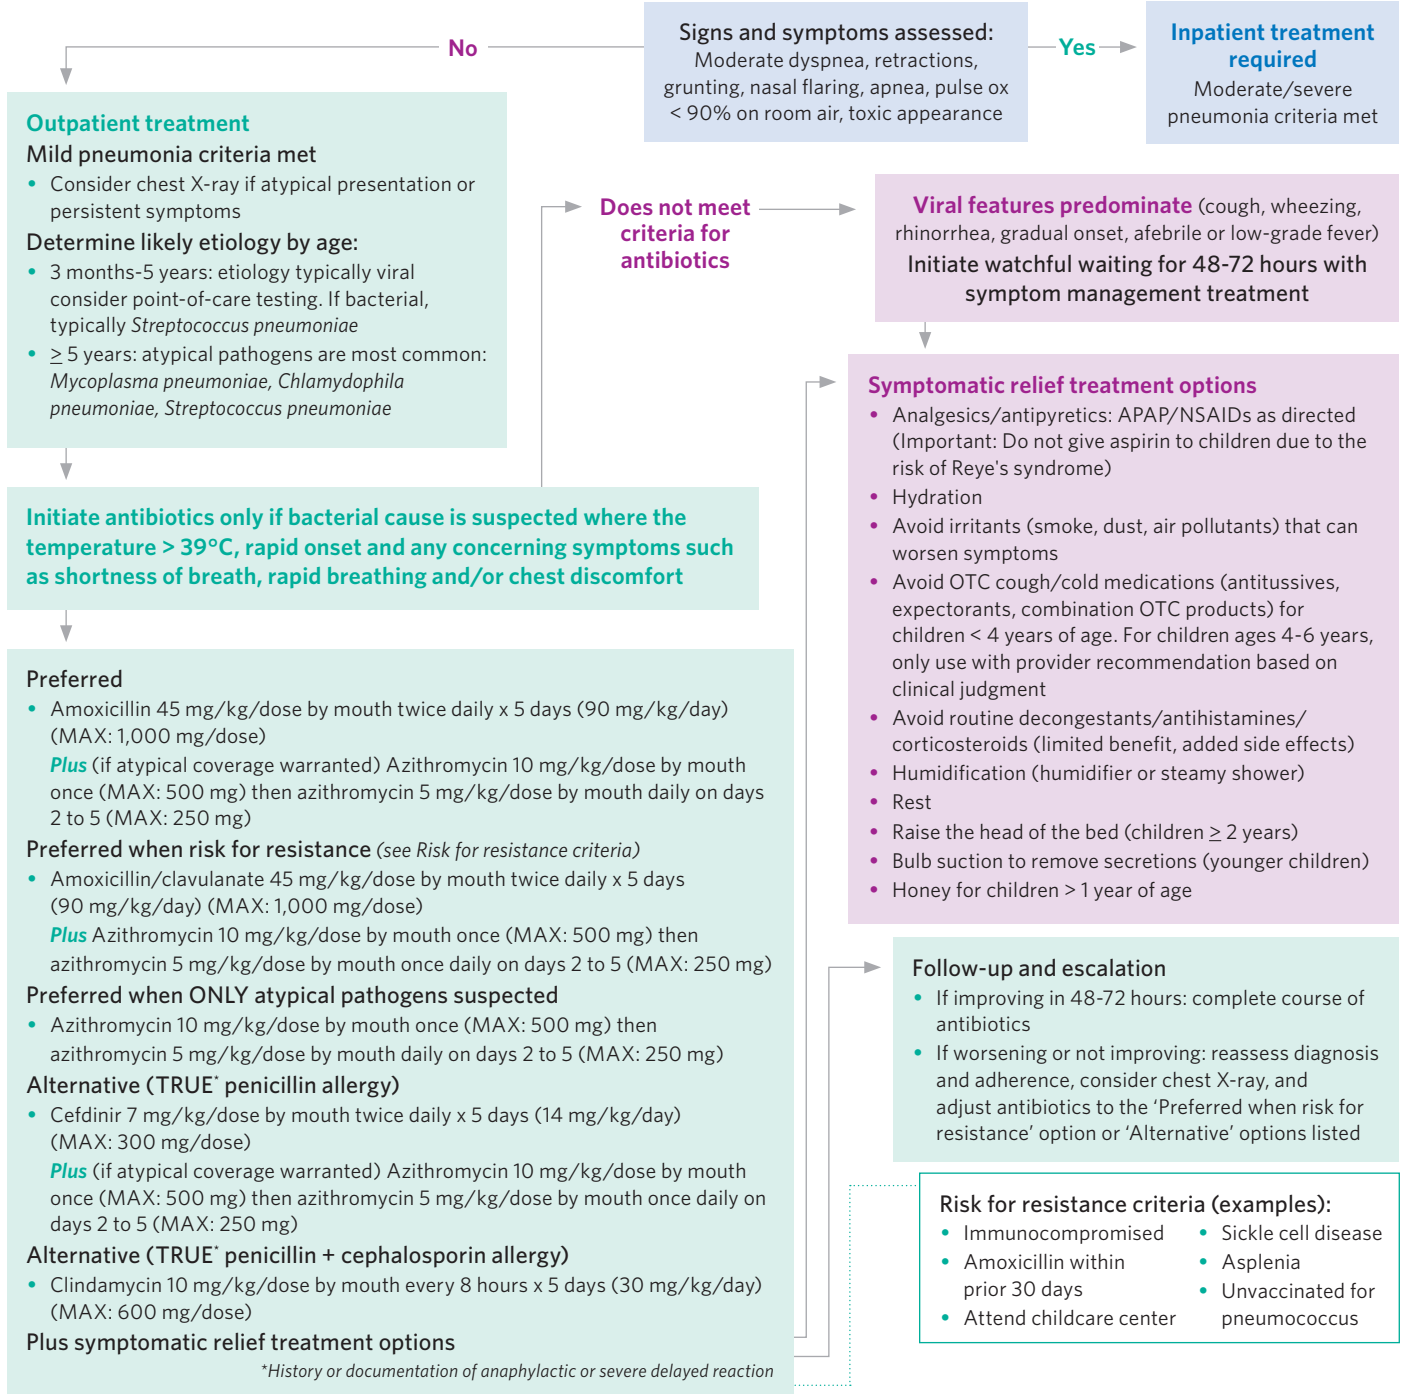 Signs and symptoms assessed:
Moderate dyspnea, retractions,
grunting, nasal flaring, apnea, pulse ox
< 90% on room air, toxic appearance
No
Yes
Inpatient treatment
required
Moderate/severe
pneumonia criteria met
Outpatient treatment
Mild pneumonia criteria met
• Consider chest X-ray if atypical presentation or
persistent symptoms
Determine likely etiology by age:
• 3 months-5 years: etiology typically viral
consider point-of-care testing. If bacterial,
typically Streptococcus pneumoniae
• ≥ 5 years: atypical pathogens are most common:
Mycoplasma pneumoniae, Chlamydophila
pneumoniae, Streptococcus pneumoniae
Does not meet
criteria for
antibiotics
Viral features predominate (cough, wheezing,
rhinorrhea, gradual onset, afebrile or low-grade fever)
Initiate watchful waiting for 48-72 hours with
symptom management treatment
Initiate antibiotics only if bacterial cause is suspected where the
temperature > 39°C, rapid onset and any concerning symptoms such
as shortness of breath, rapid breathing and/or chest discomfort
Symptomatic relief treatment options
• Analgesics/antipyretics: APAP/NSAIDs as directed
(Important: Do not give aspirin to children due to the
risk of Reye's syndrome)
• Hydration
• Avoid irritants (smoke, dust, air pollutants) that can
worsen symptoms
• Avoid OTC cough/cold medications (antitussives,
expectorants, combination OTC products) for
children < 4 years of age. For children ages 4-6 years,
only use with provider recommendation based on
clinical judgment
• Avoid routine decongestants/antihistamines/
corticosteroids (limited benefit, added side effects)
• Humidification (humidifier or steamy shower)
• Rest
• Raise the head of the bed (children ≥ 2 years)
• Bulb suction to remove secretions (younger children)
• Honey for children > 1 year of age
Preferred
• Amoxicillin 45 mg/kg/dose by mouth twice daily x 5 days (90 mg/kg/day)
(MAX: 1,000 mg/dose)
Plus (if atypical coverage warranted) Azithromycin 10 mg/kg/dose by mouth
once (MAX: 500 mg) then azithromycin 5 mg/kg/dose by mouth daily on days
2 to 5 (MAX: 250 mg)
Preferred when risk for resistance (see Risk for resistance criteria)
• Amoxicillin/clavulanate 45 mg/kg/dose by mouth twice daily x 5 days
(90 mg/kg/day) (MAX: 1,000 mg/dose)
Plus Azithromycin 10 mg/kg/dose by mouth once (MAX: 500 mg) then
azithromycin 5 mg/kg/dose by mouth once daily on days 2 to 5 (MAX: 250 mg)
Preferred when ONLY atypical pathogens suspected
• Azithromycin 10 mg/kg/dose by mouth once (MAX: 500 mg) then
azithromycin 5 mg/kg/dose by mouth daily on days 2 to 5 (MAX: 250 mg)
Alternative (TRUE* penicillin allergy)
• Cefdinir 7 mg/kg/dose by mouth twice daily x 5 days (14 mg/kg/day)
(MAX: 300 mg/dose)
Plus (if atypical coverage warranted) Azithromycin 10 mg/kg/dose by mouth
once (MAX: 500 mg) then azithromycin 5 mg/kg/dose by mouth once daily on
days 2 to 5 (MAX: 250 mg)
Alternative (TRUE* penicillin + cephalosporin allergy)
• Clindamycin 10 mg/kg/dose by mouth every 8 hours x 5 days (30 mg/kg/day)
(MAX: 600 mg/dose)
Plus symptomatic relief treatment options
*History or documentation of anaphylactic or severe delayed reaction
Follow-up and escalation
• If improving in 48-72 hours: complete course of
antibiotics
• If worsening or not improving: reassess diagnosis
and adherence, consider chest X-ray, and
adjust antibiotics to the ‘Preferred when risk for
resistance’ option or ‘Alternative’ options listed
Risk for resistance criteria (examples):
• Immunocompromised
• Amoxicillin within
prior 30 days
• Attend childcare center
• Sickle cell disease
• Asplenia
• Unvaccinated for
pneumococcus